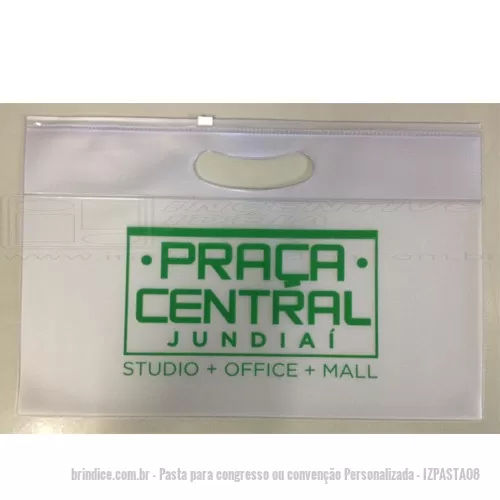 · PRAÇA ·
CENTRAL
JUNDIAÍ
STUDIO + OFFICE + MALL
brindice.com.br - Pasta para congresso ou convenção Personalizada - IZPASTA08